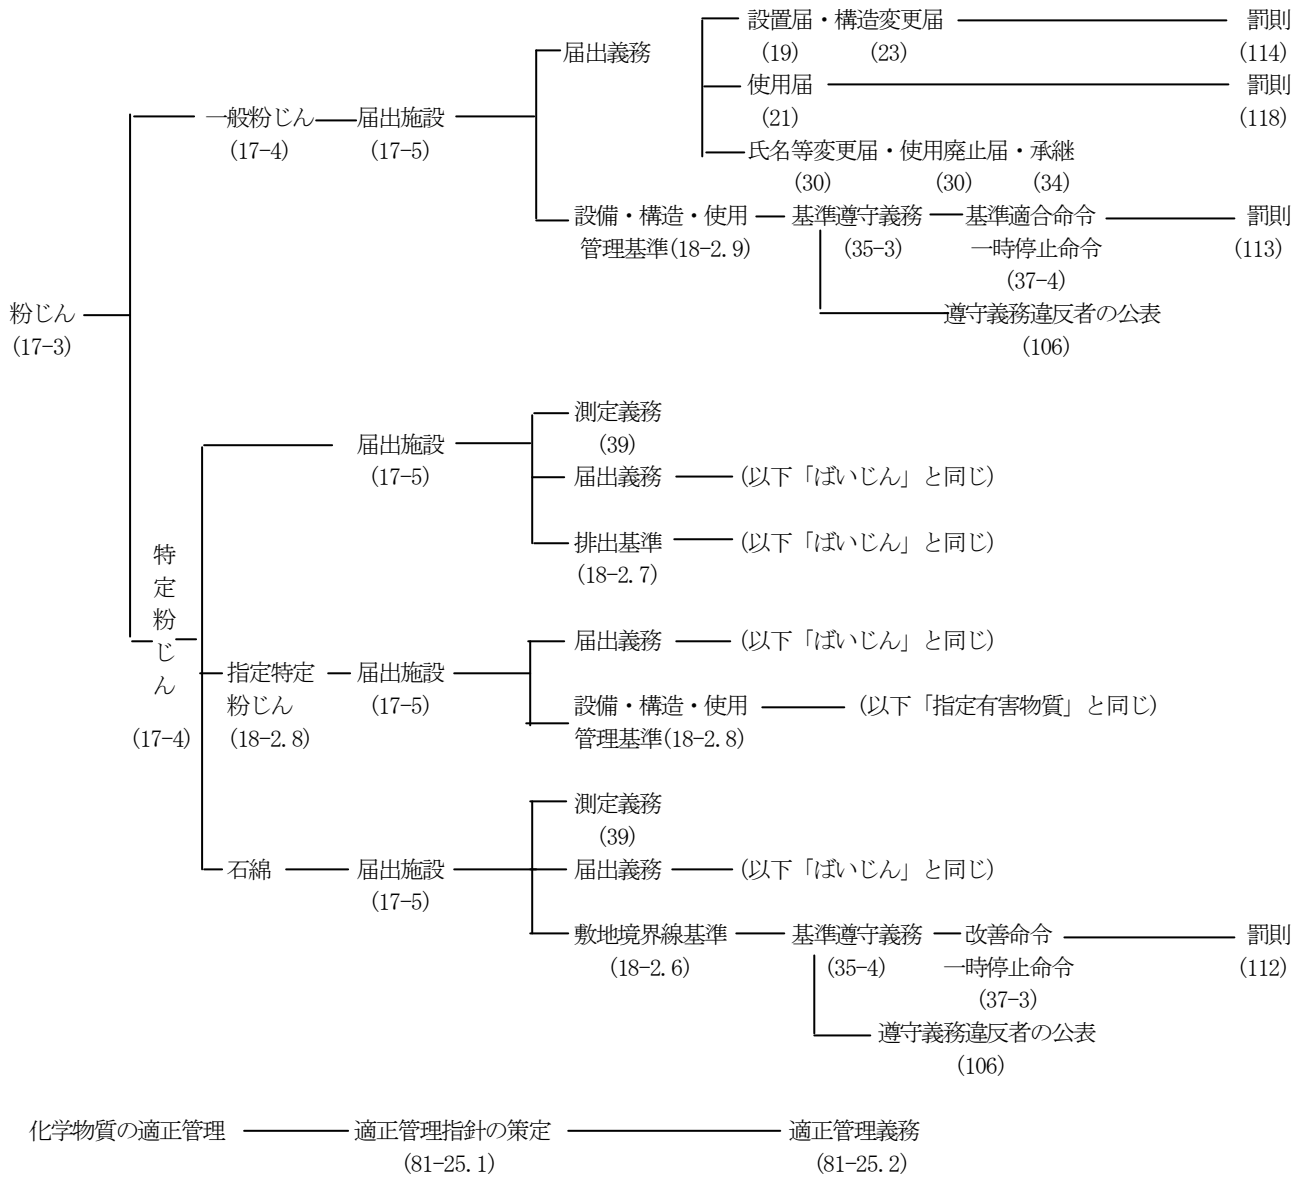 設置届・構造変更届 罰則
(19) (23) (114)
届出義務
使用届 罰則
(21) (118)
一般粉じん 届出施設
(17-4) (17-5)
氏名等変更届・使用廃止届・承継
(30) (30) (34)
設備・構造・使用 基準遵守義務 基準適合命令 罰則
管理基準(18-2.9) (35-3) 一時停止命令 (113)
(37-4)
粉じん 遵守義務違反者の公表
(17-3) (106)
測定義務
届出施設 (39)
(17-5) 届出義務 (以下「ばいじん」と同じ)
排出基準 (以下「ばいじん」と同じ)
(18-2.7)
特定粉じん
(17-4)
届出義務 (以下「ばいじん」と同じ)
指定特定 届出施設
粉じん (17-5) 設備・構造・使用 (以下「指定有害物質」と同じ)
(18-2.8) 管理基準(18-2.8)
測定義務
(39)
石綿 届出施設 届出義務 (以下「ばいじん」と同じ)
(17-5)
敷地境界線基準 基準遵守義務 改善命令 罰則
(18-2.6) (35-4) 一時停止命令 (112)
(37-3)
遵守義務違反者の公表
(106)
化学物質の適正管理 適正管理指針の策定 適正管理義務
(81-25.1) (81-25.2)